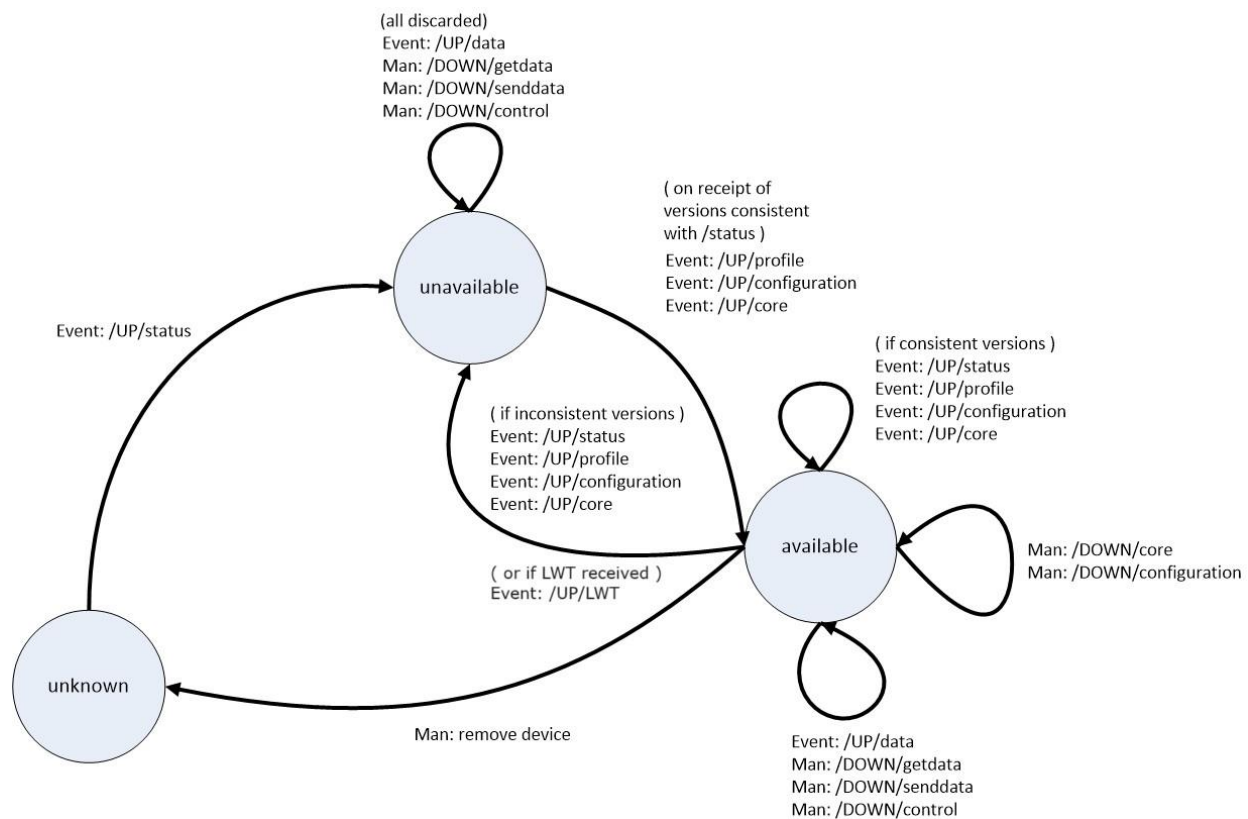 (all discarded)
Event: /UP/data
Man: /DOWN/getdata
Man: /DOWN/senddata
Man: /DOWN/control
( on receipt of
versions consistent
with /status )
Event: /UP/profile
Event: /UP/configuration
Event: /UP/core
unavailable
Event: /UP/status
( if consistent versions )
Event: /UP/status
Event: /UP/profile
Event: /UP/configuration
Event: /UP/core
( if inconsistent versions )
Event: /UP/status
Event: /UP/profile
Event: /UP/configuration
Event: /UP/core
available
Man: /DOWN/core
Man: /DOWN/configuration
( or if LWT received )
Event: /UP/LWT
unknown
Man: remove device
Event: /UP/data
Man: /DOWN/getdata
Man: /DOWN/senddata
Man: /DOWN/control